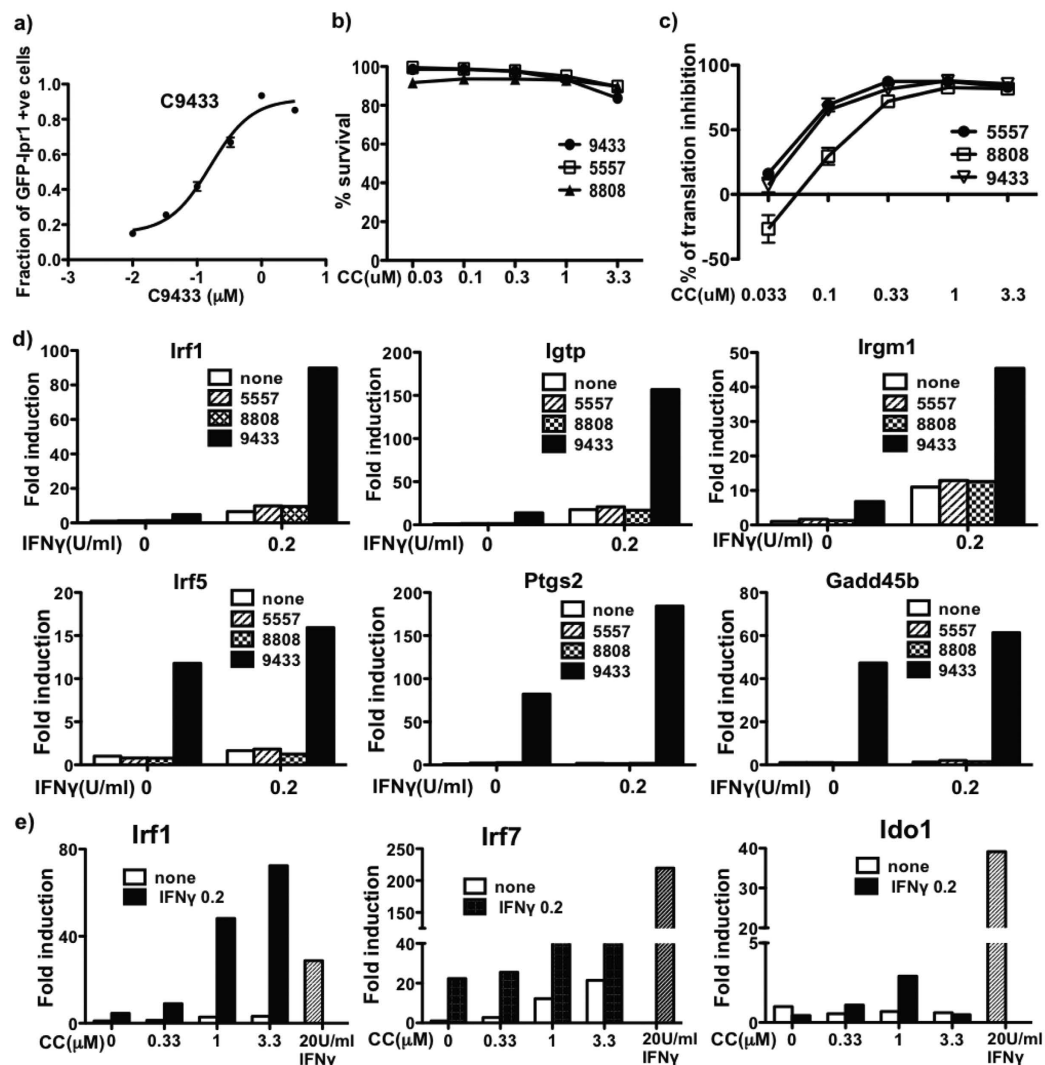 a)
Fraction of GFP-Ipr1 +ve cells
1.0
0.8
0.6
0.4
0.2
0.0
C9433
-3 -2 -1 0 1
C9433 (μM)
b)
% survival
100
80
60
40
20
0
9433
5557
8808
CC(uM) 0.03 0.1 0.3 1 3.3
c)
% of translation inhibition
100
50
0
-50
5557
8808
9433
CC(uM) 0.033 0.1 0.33 1 3.3
d)
Irf1
Fold induction
100
80
60
40
20
0
none
5557
8808
9433
IFNγ(U/ml) 0 0.2
Igtp
Fold induction
200
150
100
50
0
none
5557
8808
9433
IFNγ(U/ml) 0 0.2
Irgm1
Fold induction
50
40
30
20
10
0
none
5557
8808
9433
IFNγ(U/ml) 0 0.2
Irf5
Fold induction
20
15
10
5
0
none
5557
8808
9433
IFNγ(U/ml) 0 0.2
Ptgs2
Fold induction
200
150
100
50
0
none
5557
8808
9433
IFNγ(U/ml) 0 0.2
Gadd45b
Fold induction
80
60
40
20
0
none
5557
8808
9433
IFNγ(U/ml) 0 0.2
e)
Irf1
Fold induction
80
40
0
none
IFNγ 0.2
CC(μM) 0 0.33 1 3.3 20U/ml
IFNγ
Irf7
Fold induction
250
200
150
100
50
40
20
0
none
IFNγ 0.2
CC(μM) 0 0.33 1 3.3 20U/ml
IFNγ
Ido1
Fold induction
40
30
20
5
0
none
IFNγ 0.2
CC(μM) 0 0.33 1 3.3 20U/ml
IFNγ